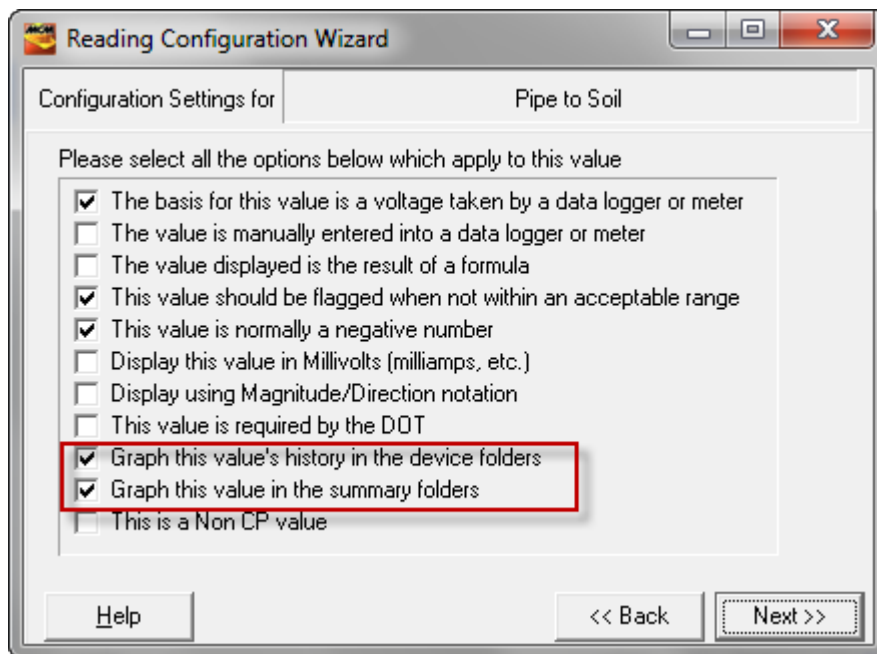 MCM Reading Configuration Wizard
Configuration Settings for Pipe to Soil
Please select all the options below which apply to this value
The basis for this value is a voltage taken by a data logger or meter
The value is manually entered into a data logger or meter
The value displayed is the result of a formula
This value should be flagged when not within an acceptable range
This value is normally a negative number
Display this value in Millivolts (milliamps, etc.)
Display using Magnitude/Direction notation
This value is required by the DOT
Graph this value's history in the device folders
Graph this value in the summary folders
This is a Non CP value
Help << Back Next >>